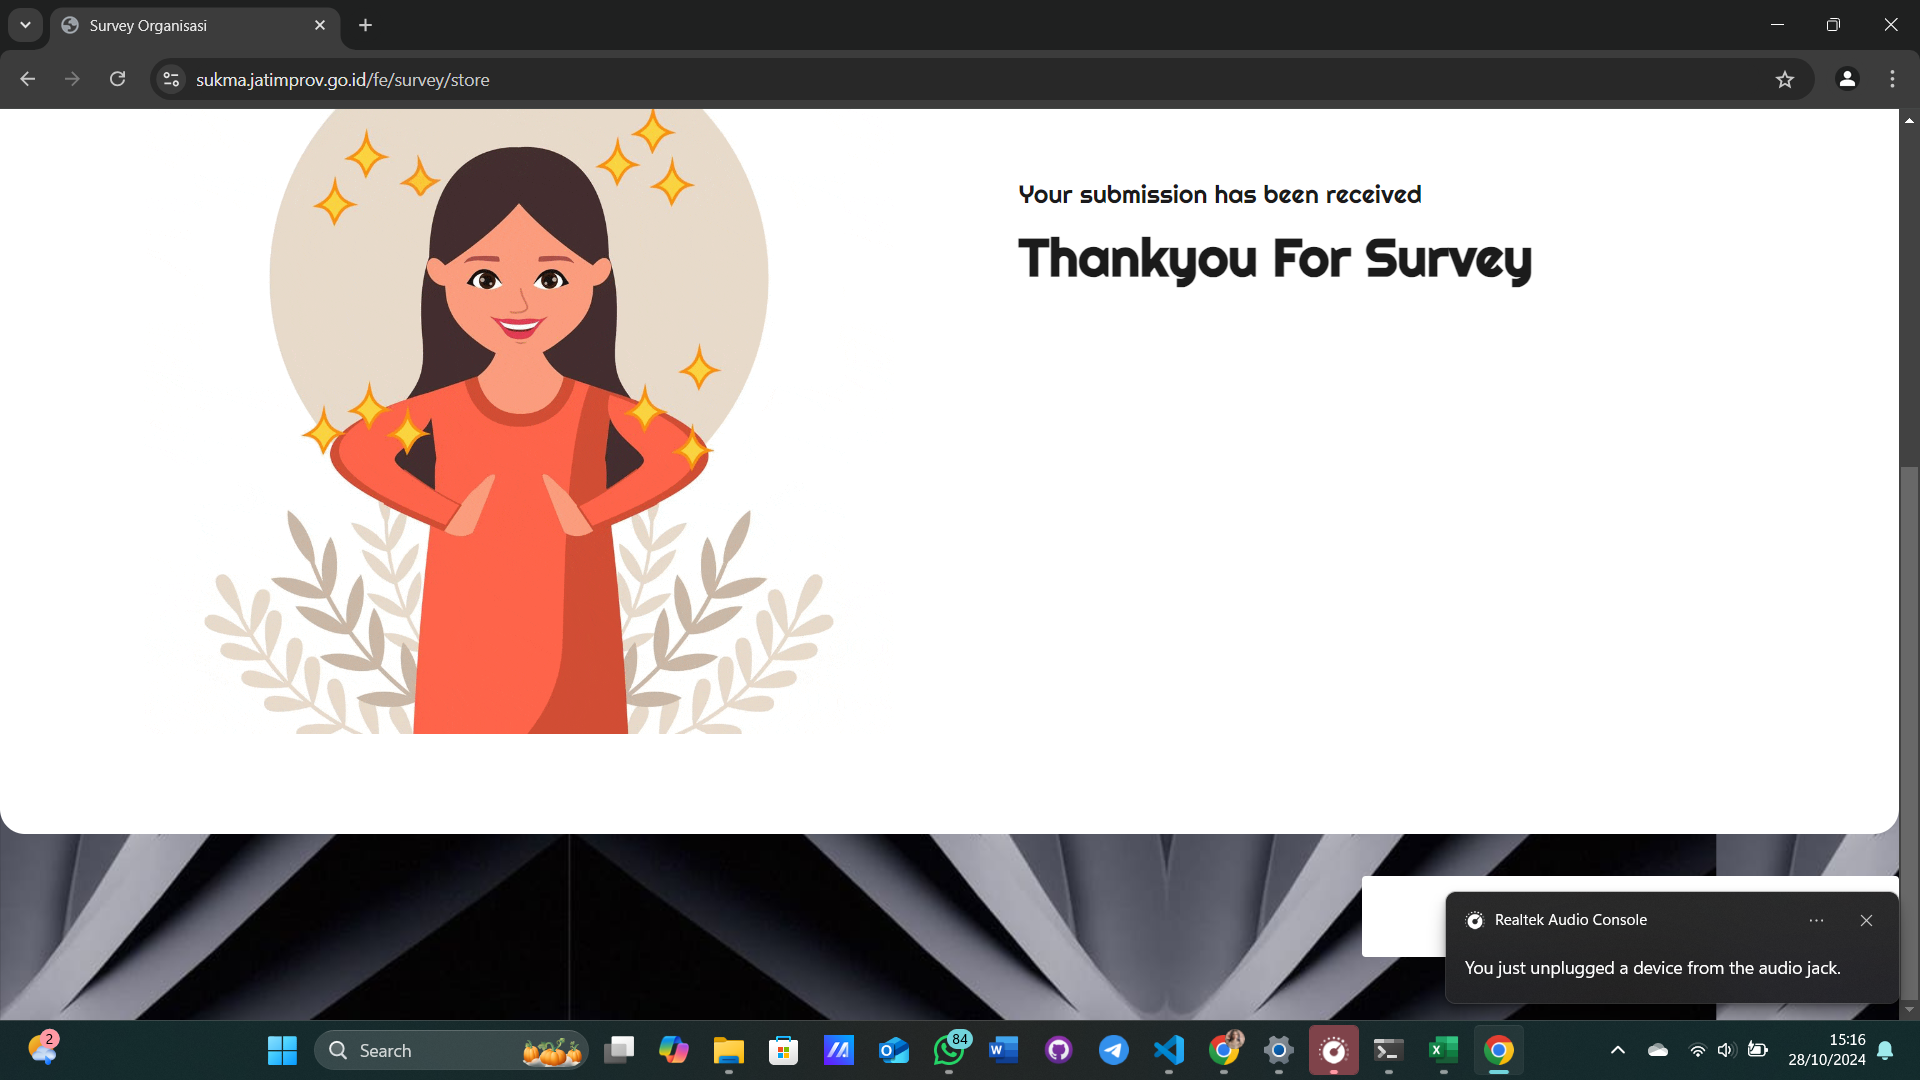 Survey Organisasi
sukma.jatimprov.go.id/fe/survey/store
Your submission has been received
Thankyou For Survey
Realtek Audio Console
You just unplugged a device from the audio jack.
2
Search
84
15:16
28/10/2024